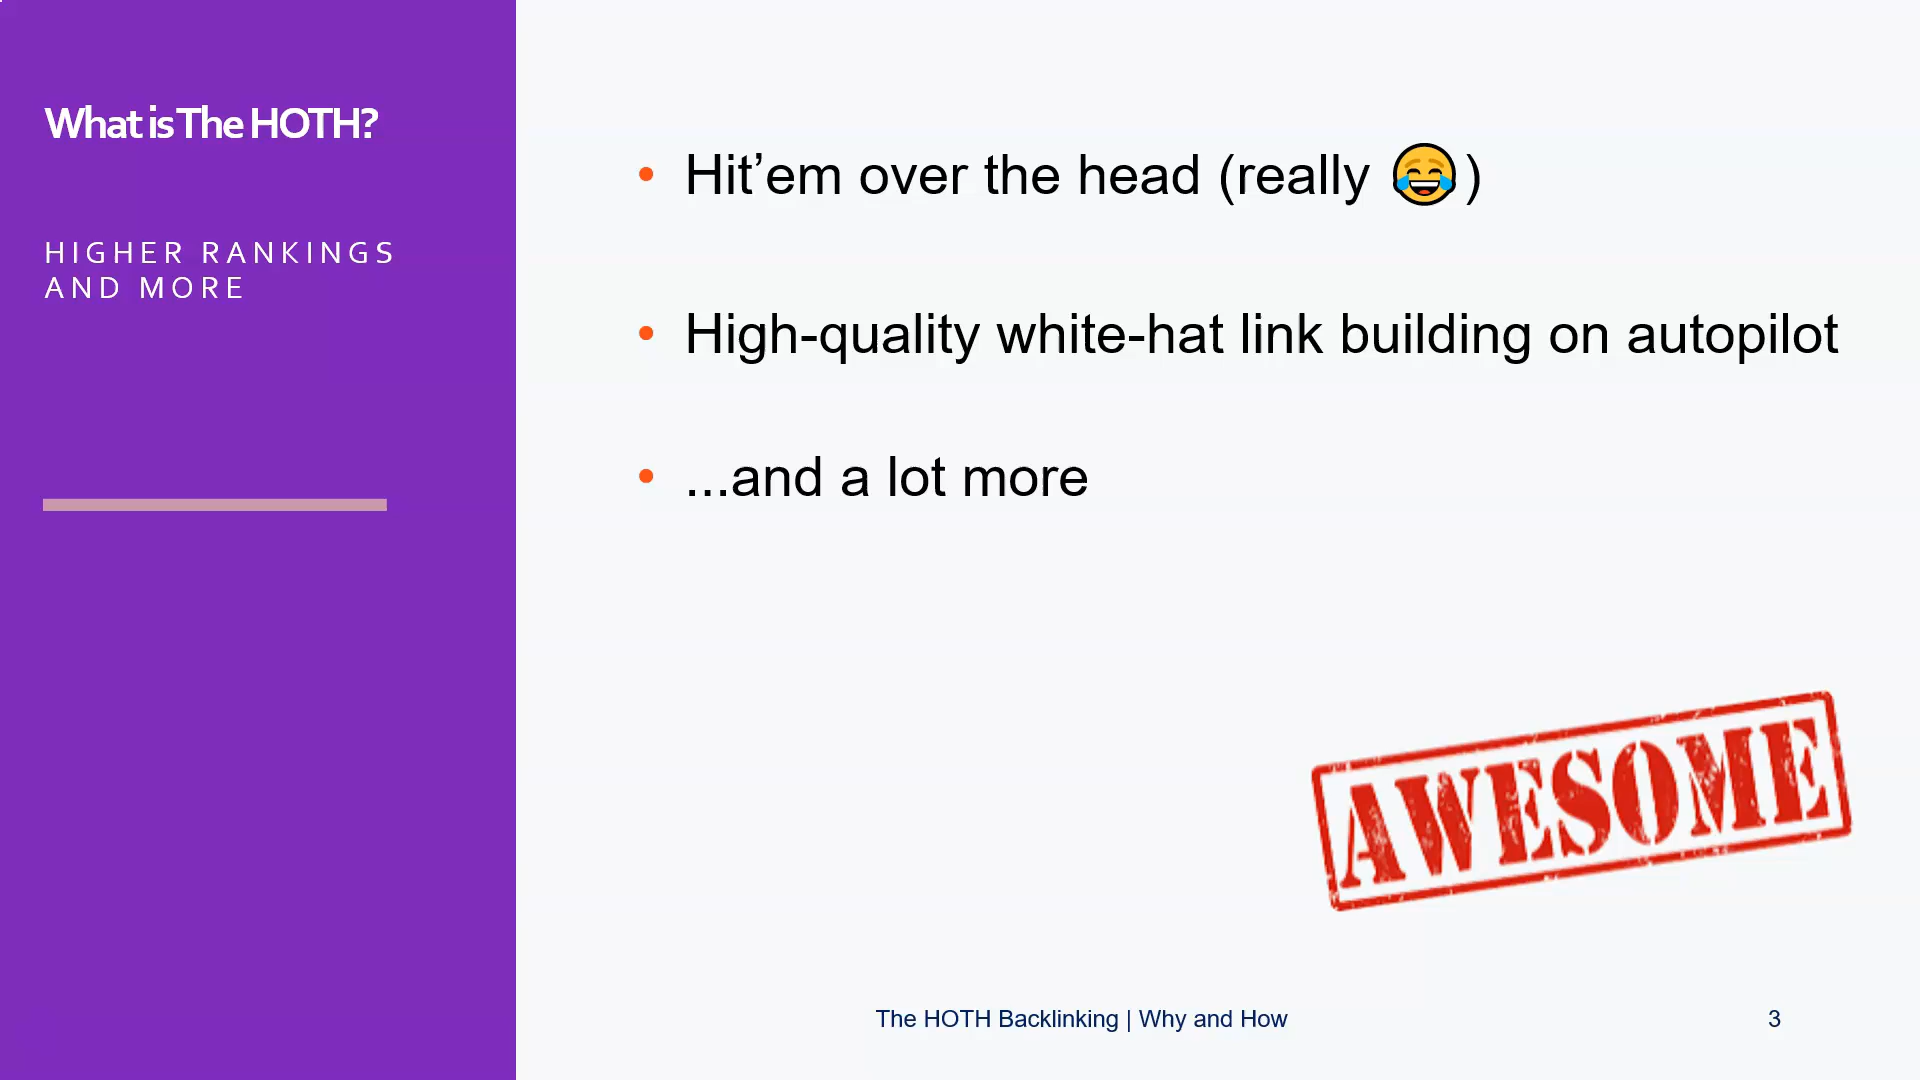 What is The HOTH?
HIGHER RANKINGS
AND MORE
• Hit’em over the head (really 😂)
• High-quality white-hat link building on autopilot
• ...and a lot more
AWESOME
The HOTH Backlinking | Why and How
3